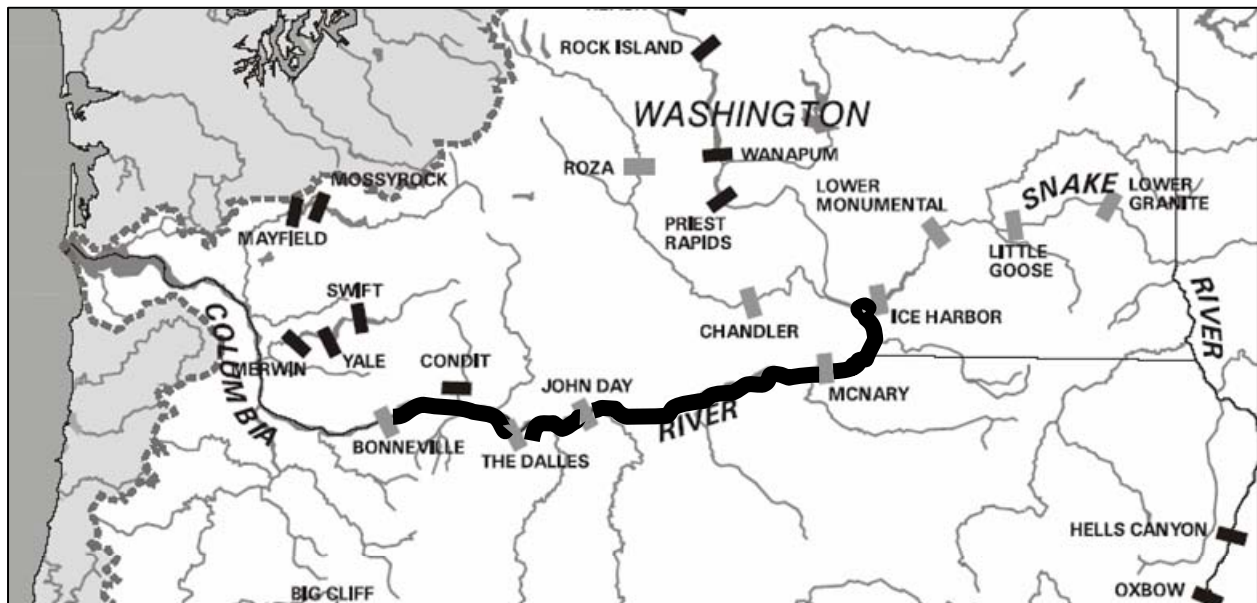 ROCK ISLAND
WASHINGTON
ROZA
WANAPUM
MOSSYROCK
LOWER
MONUMENTAL
SNAKE
LOWER
GRANITE
PRIEST
RAPIDS
MAYFIELD
LITTLE
GOOSE
SWIFT
RIVER
COLUMBIA
CHANDLER
ICE HARBOR
MERWIN
YALE
CONDIT
JOHN DAY
MCNARY
RIVER
BONNEVILLE
THE DALLES
HELLS CANYON
BIG CLIFF
OXBOW